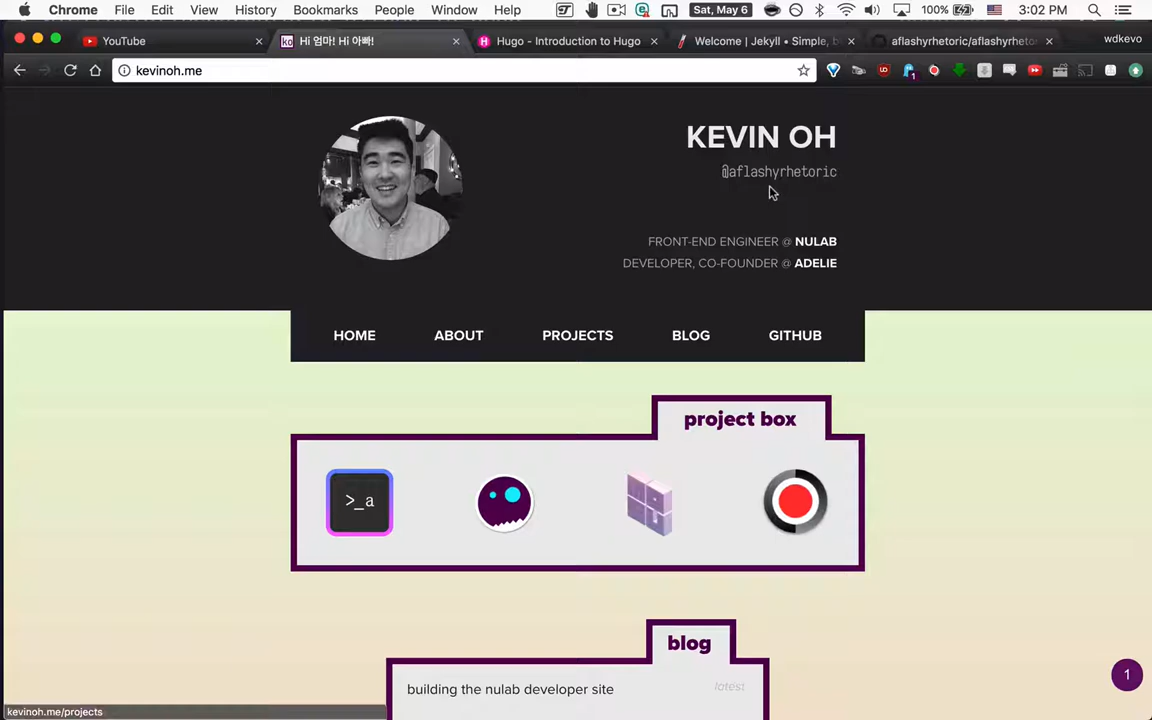 Chrome File Edit View History Bookmarks People Window Help Sat, May 6 100% 3:02 PM
YouTube
Hi 엄마! Hi 아빠!
Hugo - Introduction to Hugo
Welcome | Jekyll • Simple, b
aflashyrhetoric/aflashyrheto
wdkevo
kevinoh.me
UD 1
KEVIN OH
@aflashyrhetoric
FRONT-END ENGINEER @ NULAB
DEVELOPER, CO-FOUNDER @ ADELIE
HOME ABOUT PROJECTS BLOG GITHUB
project box
>_a
blog
building the nulab developer site latest
1
kevinoh.me/projects